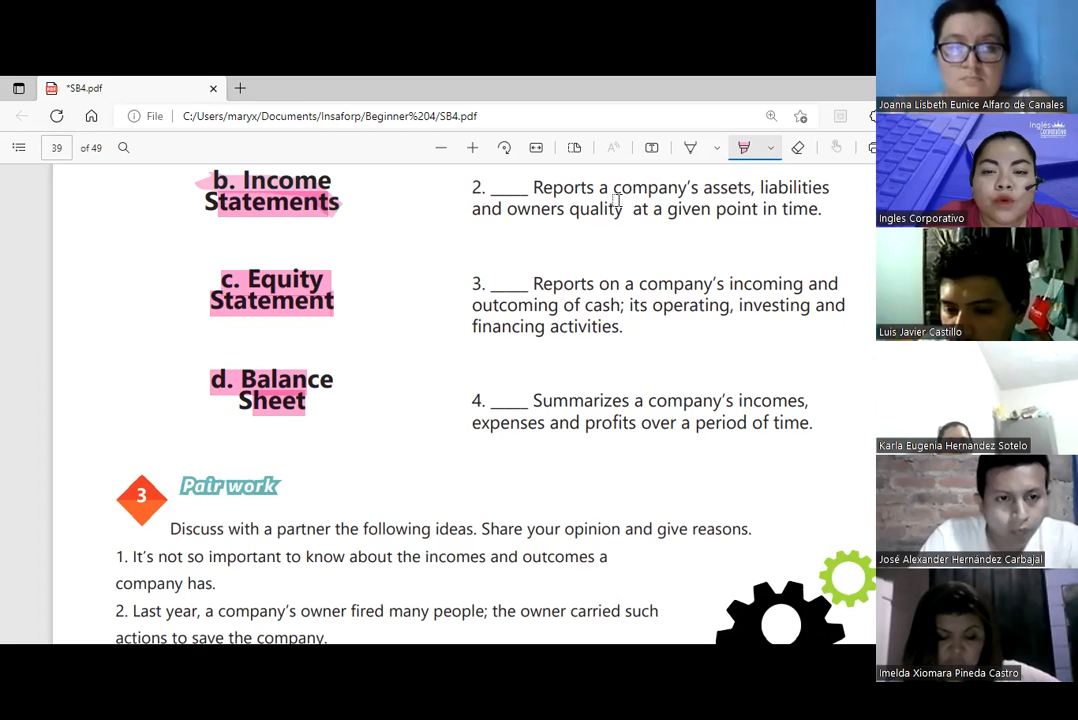 *SB4.pdf
File C:/Users/maryx/Documents/Insaforp/Beginner%204/SB4.pdf
39 of 49
b. Income
Statements
2. ____ Reports a company's assets, liabilities
and owners quality at a given point in time.
c. Equity
Statement
3. ____ Reports on a company's incoming and
outcoming of cash; its operating, investing and
financing activities.
d. Balance
Sheet
4. ____ Summarizes a company's incomes,
expenses and profits over a period of time.
3 Pair work
Discuss with a partner the following ideas. Share your opinion and give reasons.
1. It's not so important to know about the incomes and outcomes a
company has.
2. Last year, a company's owner fired many people; the owner carried such
actions to save the company.
Joanna Lisbeth Eunice Alfaro de Canales
Inglés
Corporativo
Ingles Corporativo
Luis Javier Castillo
Karla Eugenia Hernandez Sotelo
José Alexander Hernández Carbajal
Imelda Xiomara Pineda Castro